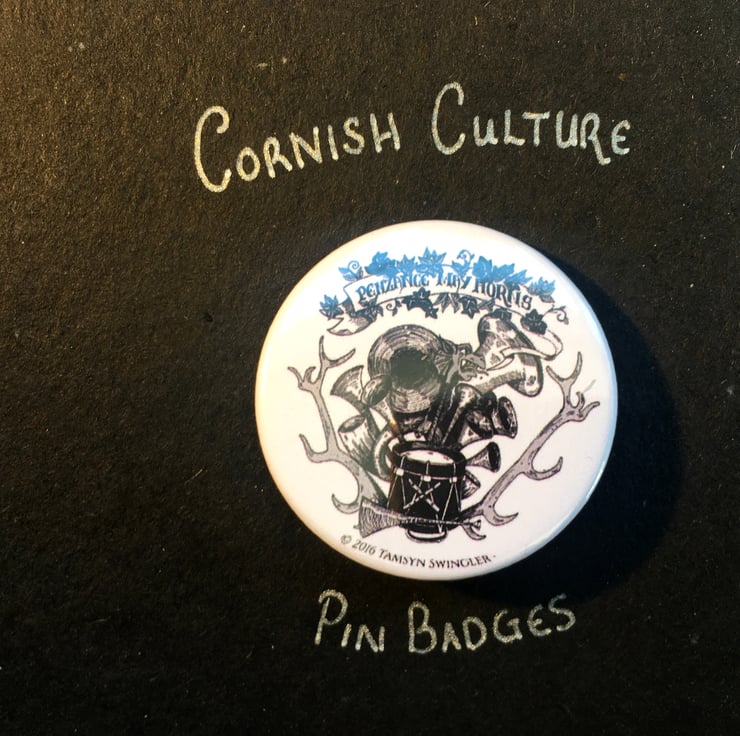 CORNISH CULTURE
PENZANCE MAY HORNS
© 2016 TAMSYN SWINGLER
PIN BADGES